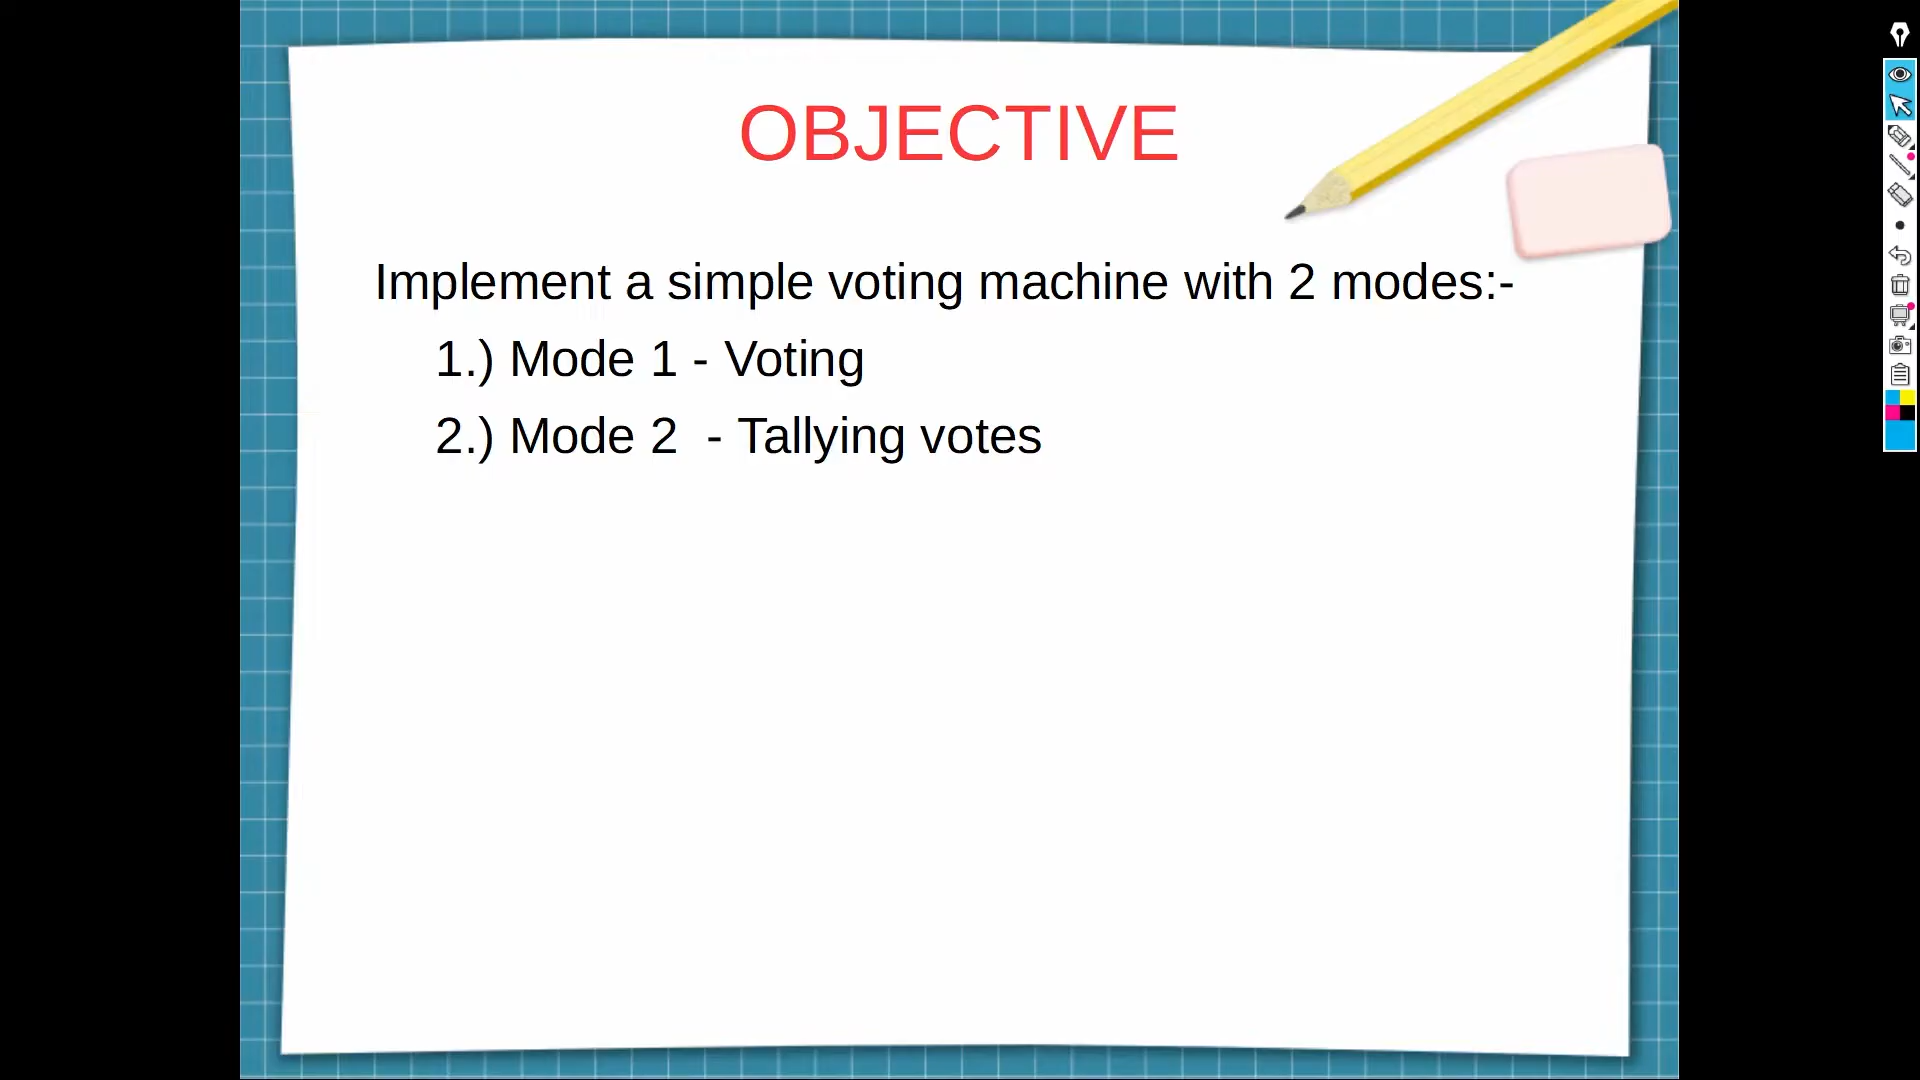 OBJECTIVE
Implement a simple voting machine with 2 modes:-
1.) Mode 1 - Voting
2.) Mode 2  - Tallying votes